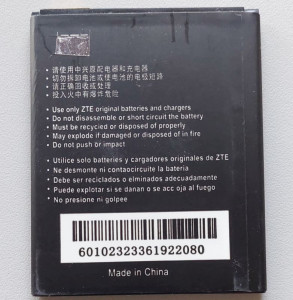 请使用中兴原配电池和充电器
切勿拆卸电池或使电池的电极短路
请正确回收或处理
投入火中有爆炸危险
Use only ZTE original batteries and chargers
Do not disassemble or short circuit the battery
Must be recycled or disposed of properly
May explode if damaged or disposed of in fire
Do not push or impact
Utilice solo batteries y cargadores originales de ZTE
Ne desmonte ni contaocircuite la batería
Debe ser reciclados o eliminados adecuadamente
Puede explotar si se danan o se acc oja al fuego
No presione ni golpee
60102323361922080
Made in China